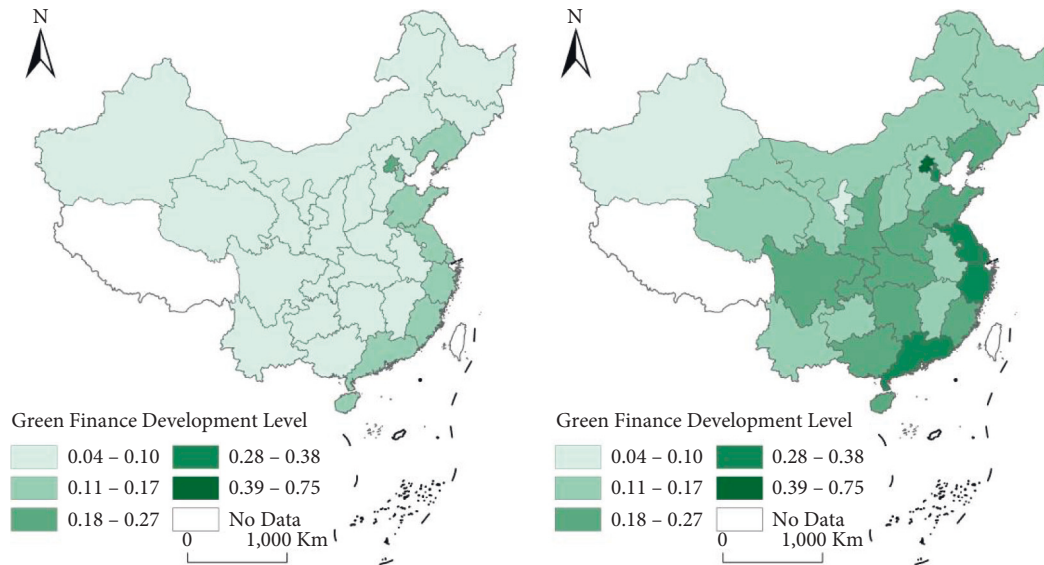 N
Green Finance Development Level
0.04 – 0.10
0.11 – 0.17
0.18 – 0.27
0.28 – 0.38
0.39 – 0.75
No Data
0 1,000 Km
N
Green Finance Development Level
0.04 – 0.10
0.11 – 0.17
0.18 – 0.27
0.28 – 0.38
0.39 – 0.75
No Data
0 1,000 Km